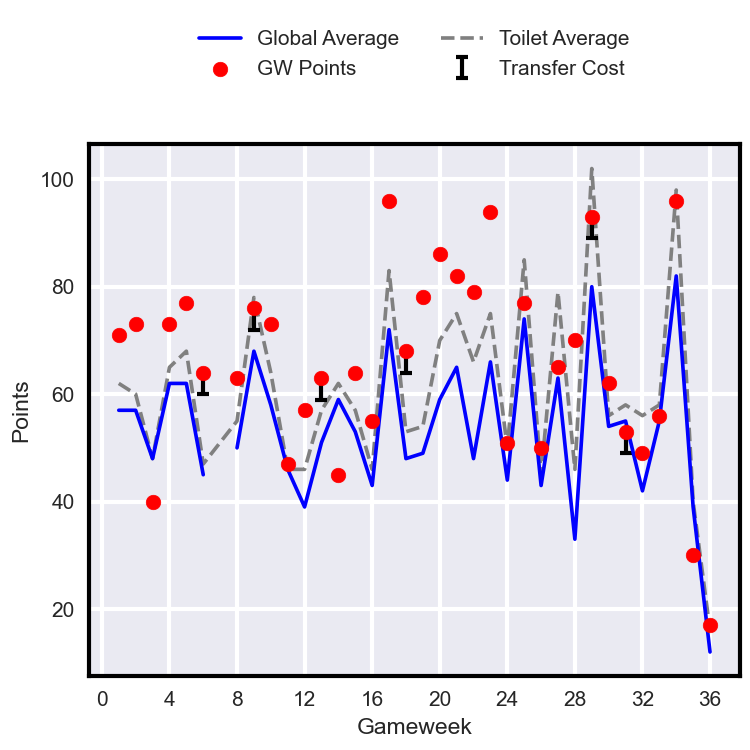 Global Average Toilet Average
GW Points Transfer Cost
100
80
60
40
20
Points
0 4 8 12 16 20 24 28 32 36
Gameweek